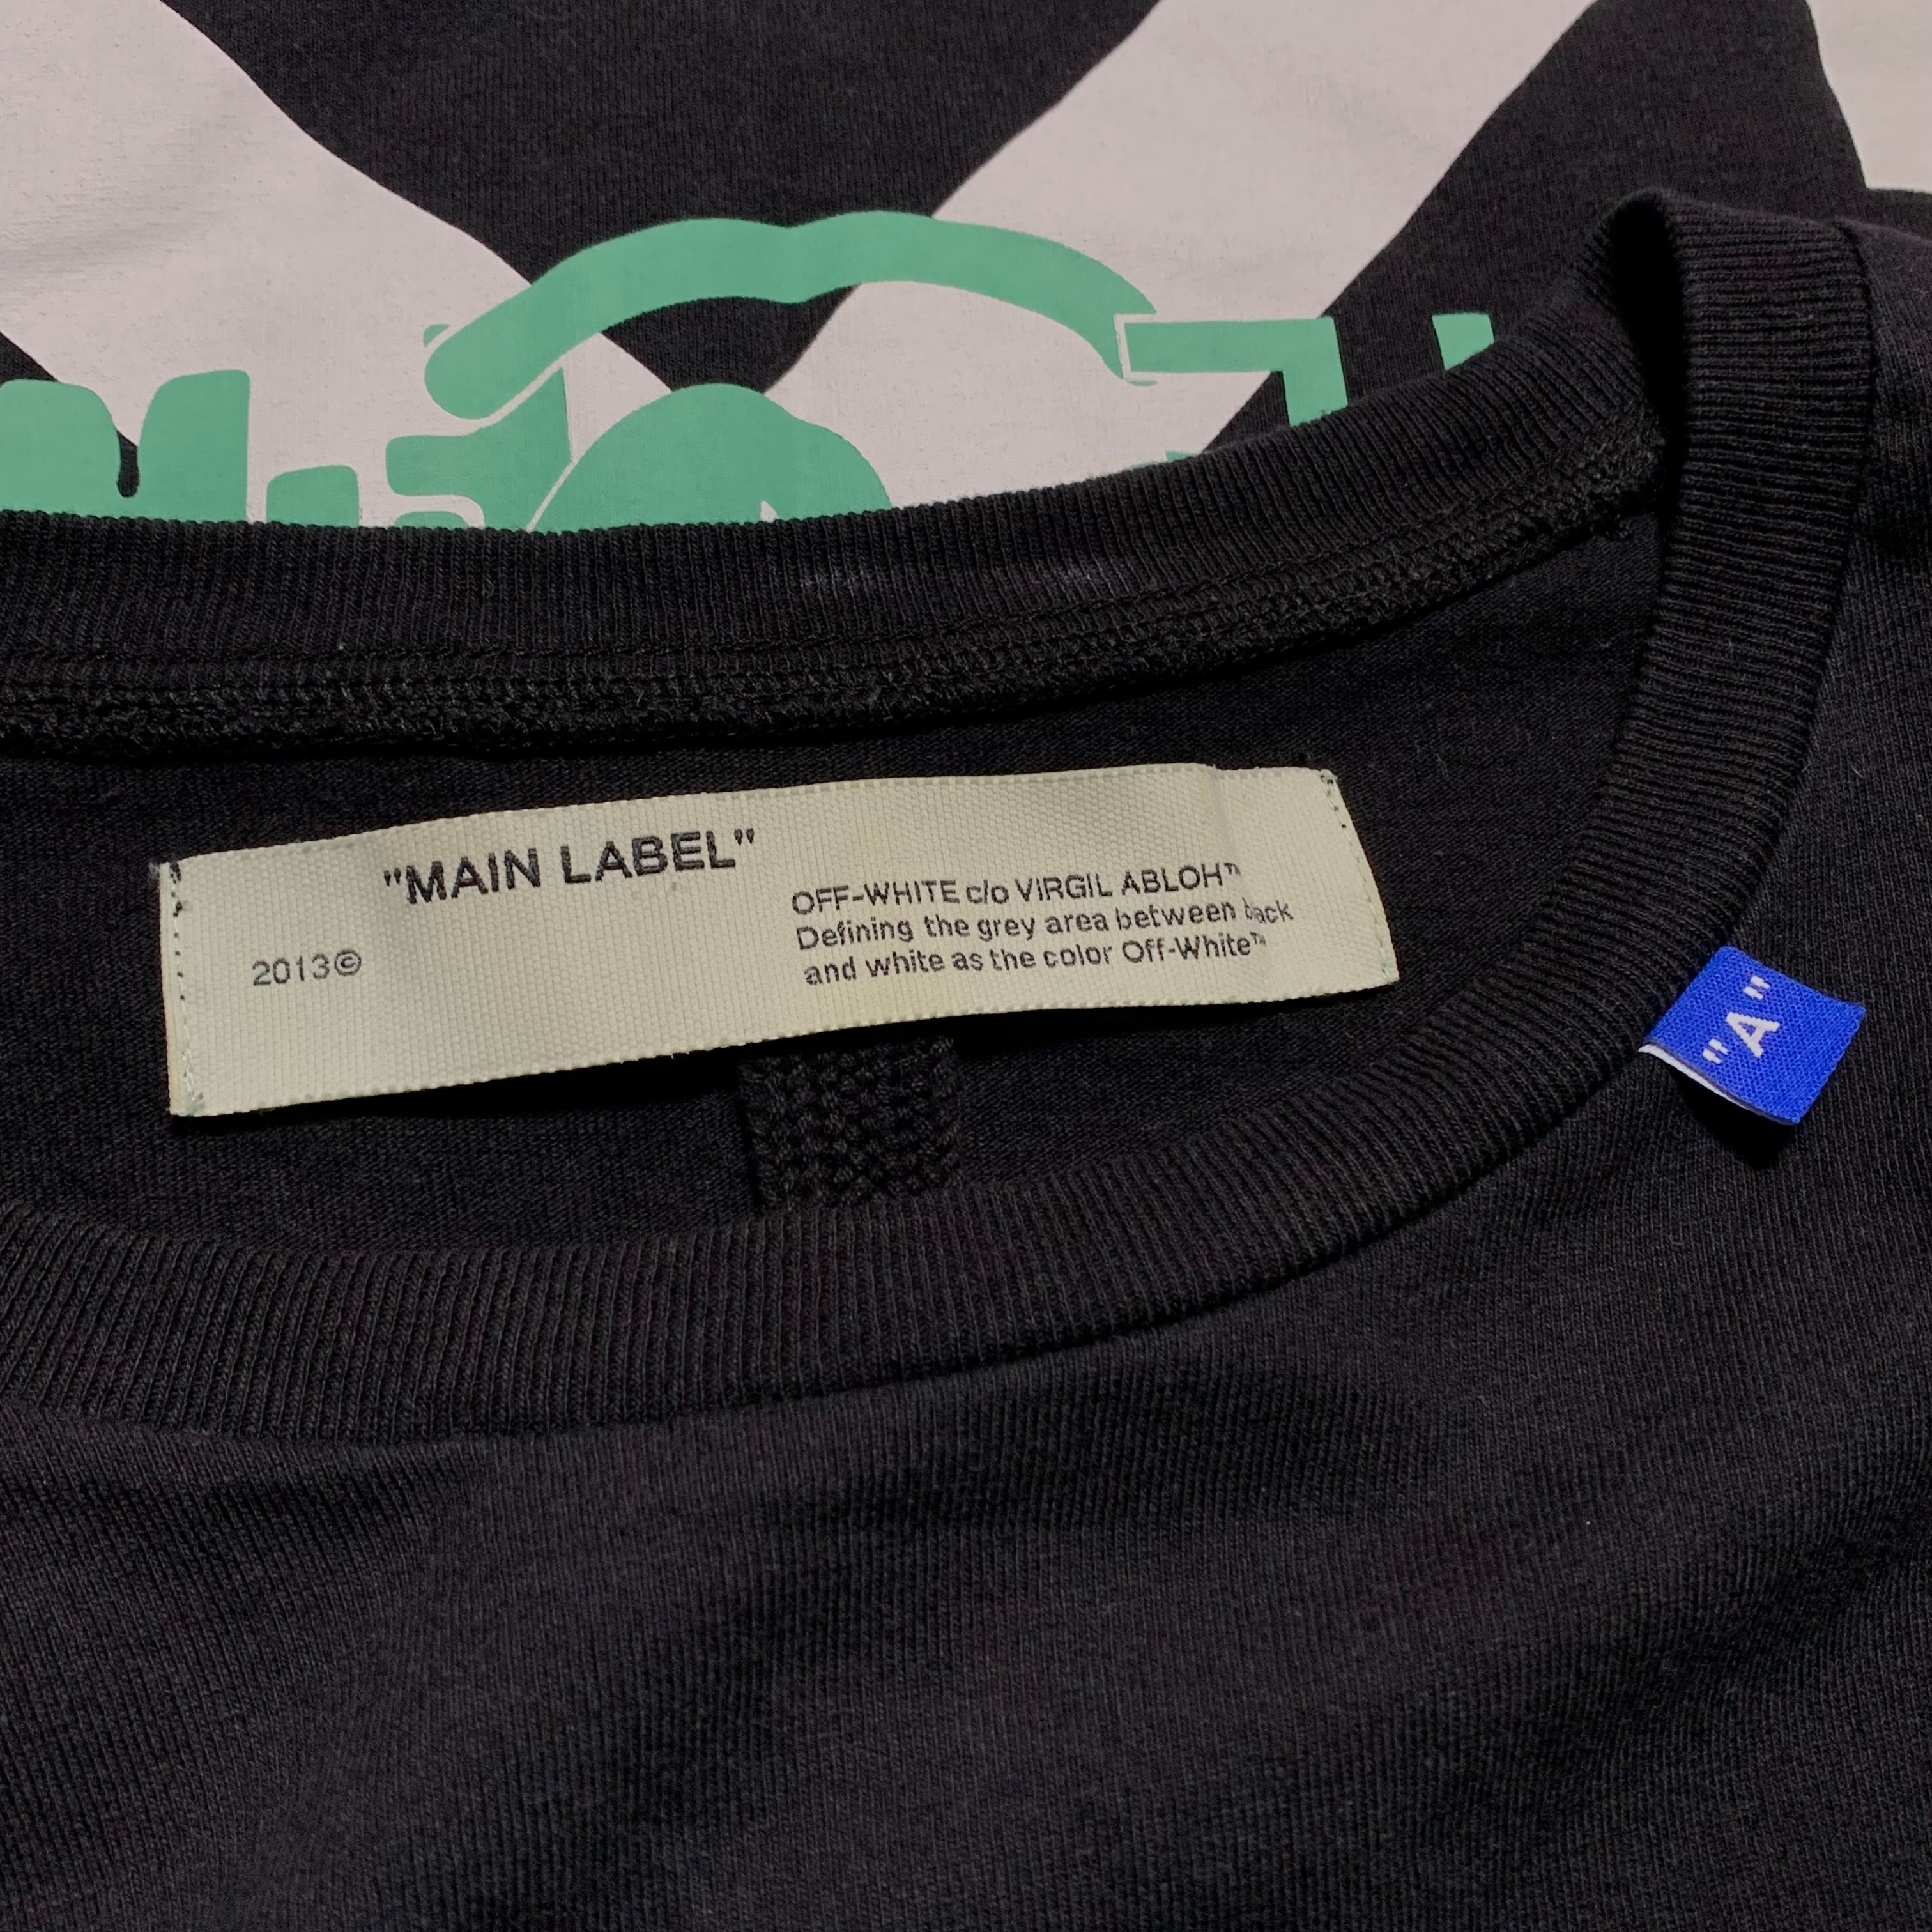 "MAIN LABEL"
2013©
OFF-WHITE c/o VIRGIL ABLOH™
Defining the grey area between back
and white as the color Off-White™
"A"